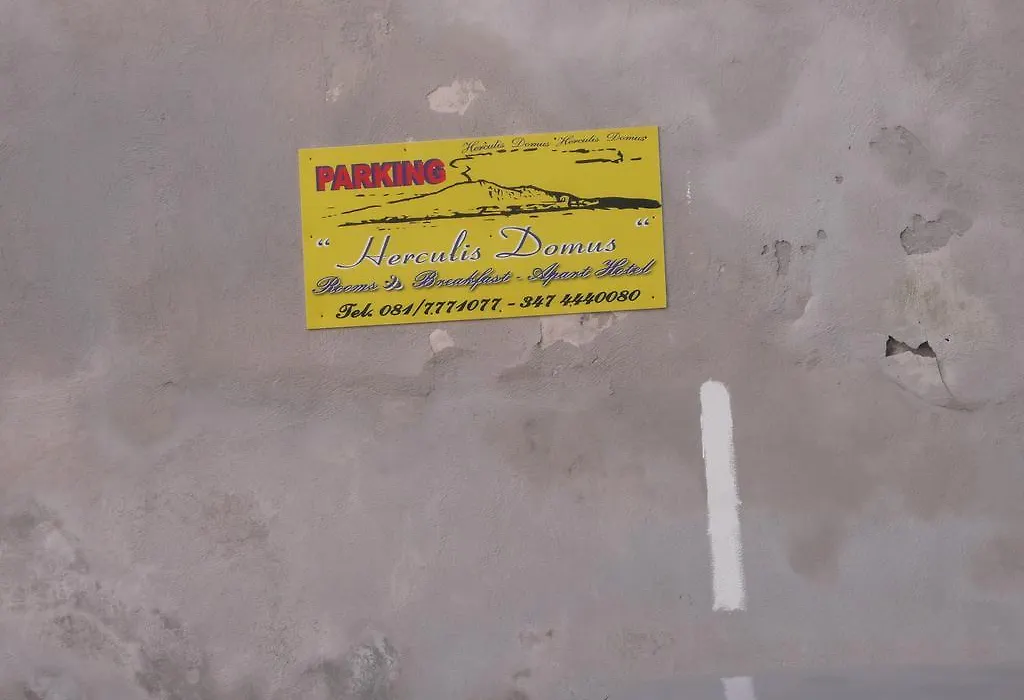 Herculis Domus "Herculis Domus"
PARKING
“ Herculis Domus “
Rooms & Breakfast - Apart Hotel
Tel. 081/7771077 - 347 4440080